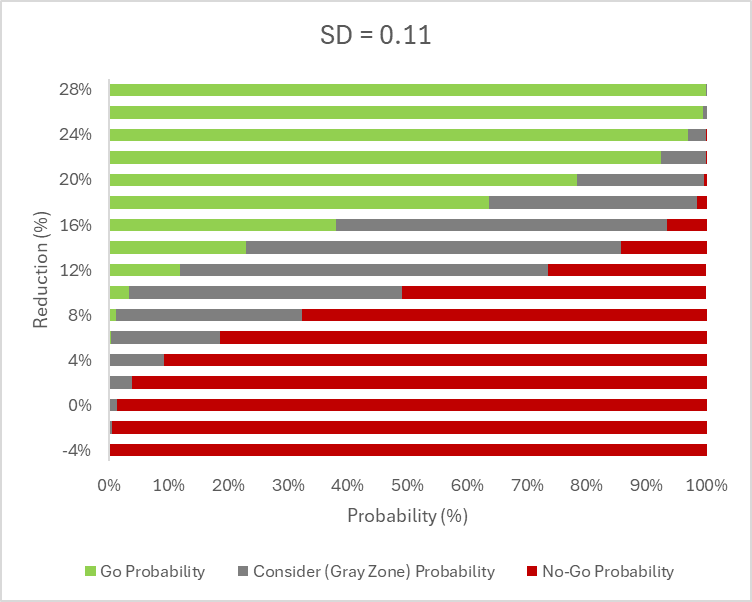 SD = 0.11
28%
24%
20%
16%
12%
8%
4%
0%
-4%
Reduction (%)
0% 10% 20% 30% 40% 50% 60% 70% 80% 90% 100%
Probability (%)
Go Probability Consider (Gray Zone) Probability No-Go Probability